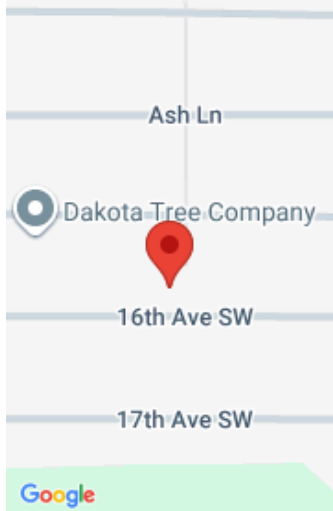 Ash Ln
Dakota Tree Company
16th Ave SW
17th Ave SW
Google